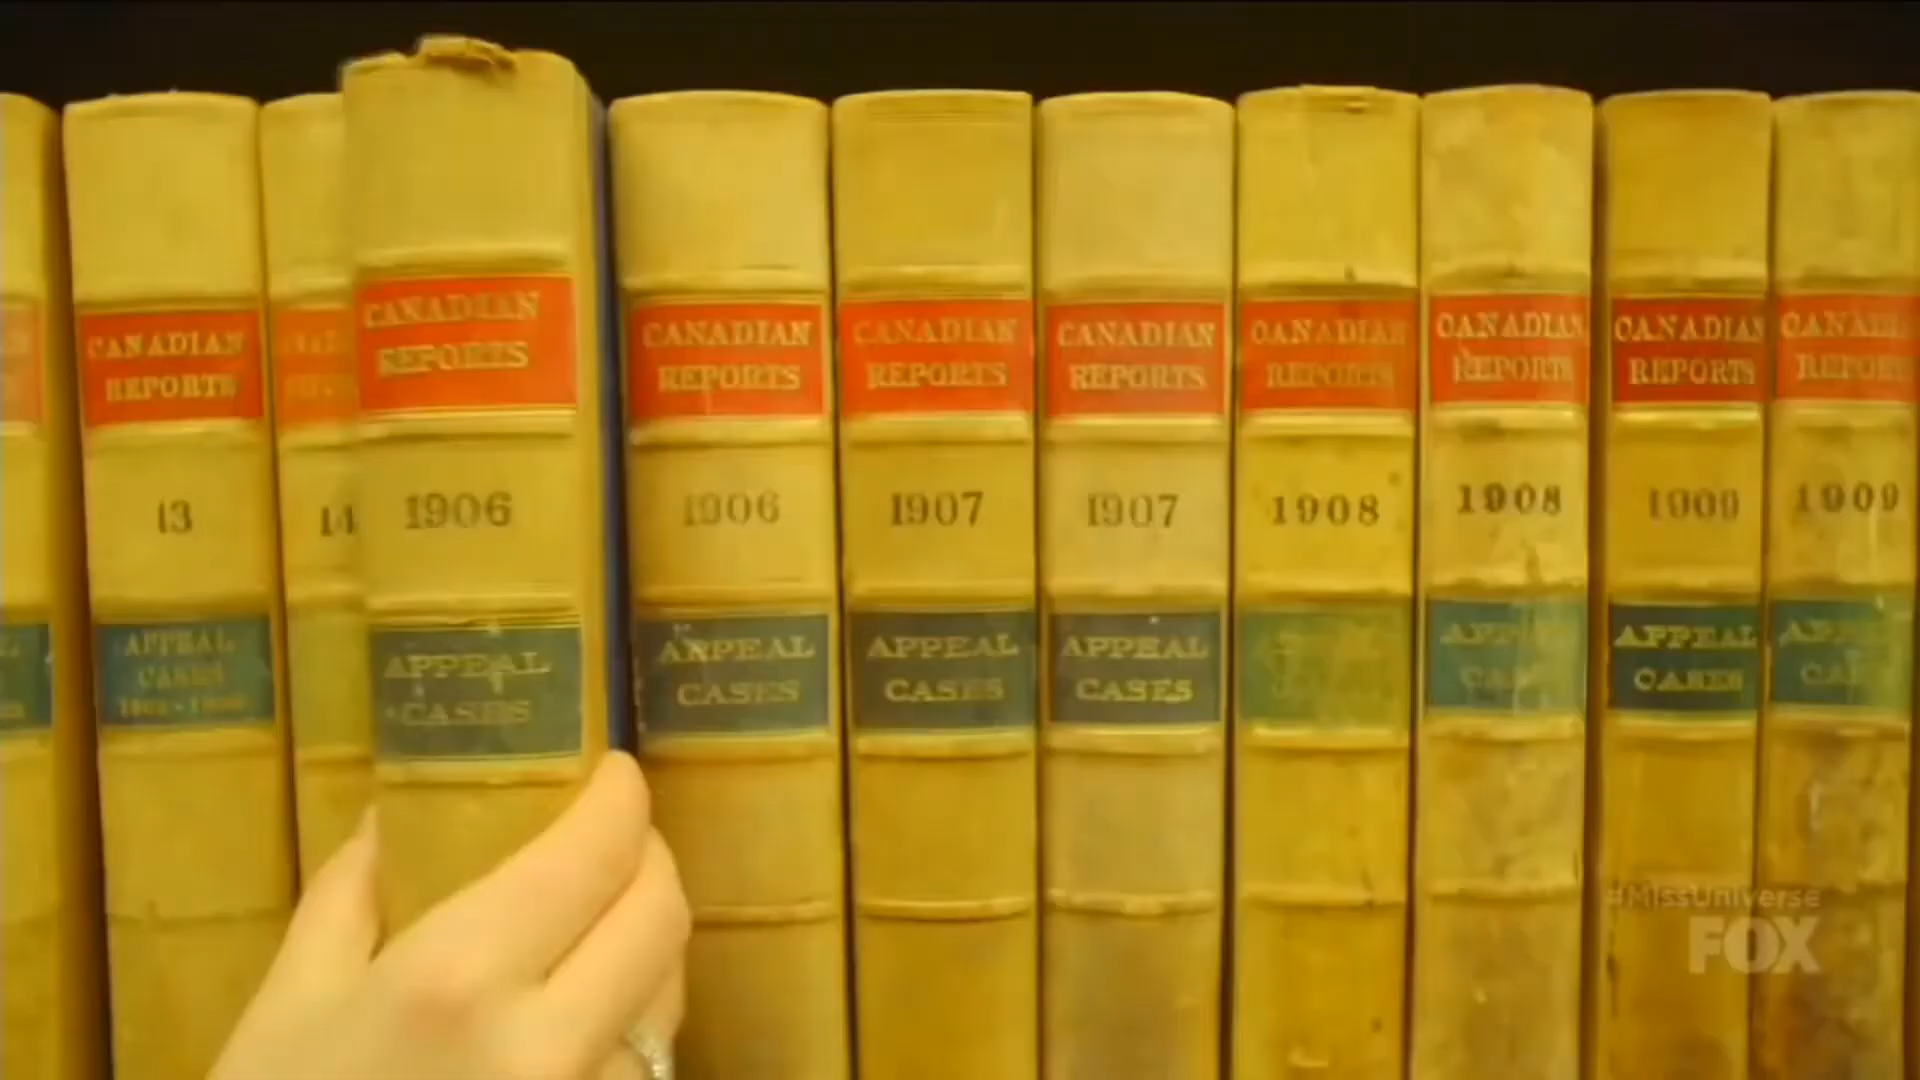 CANADIAN
REPORTS
13
APPEAL
CASES
14
CANADIAN
REPORTS
1906
APPEAL
CASES
CANADIAN
REPORTS
1906
APPEAL
CASES
CANADIAN
REPORTS
1907
APPEAL
CASES
CANADIAN
REPORTS
1907
APPEAL
CASES
CANADIAN
REPORTS
1908
CANADIAN
REPORTS
1908
CANADIAN
REPORTS
1909
APPEAL
CASES
REPORTS
1909
#MissUniverse
FOX